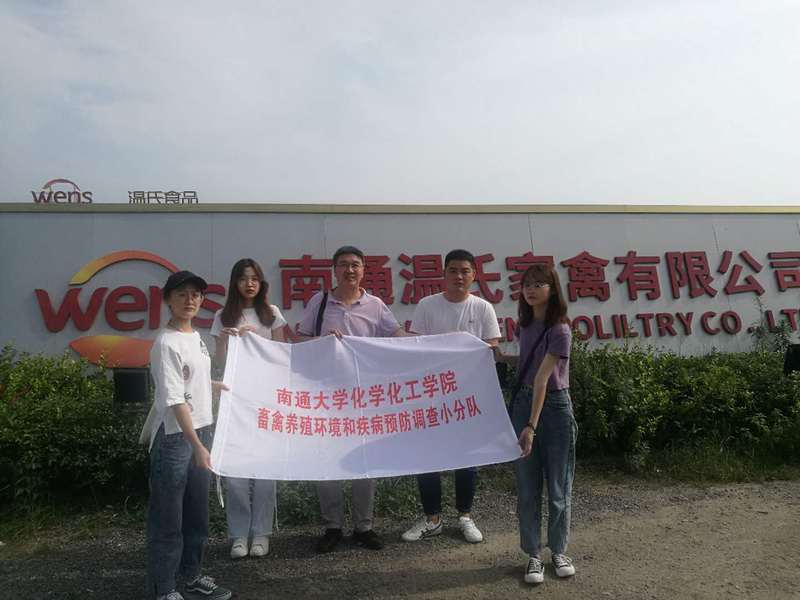 wens 温氏食品
wens 南通温氏家禽有限公司
CO., LT
南通大学化学化工学院
畜禽养殖环境和疾病预防调查小分队